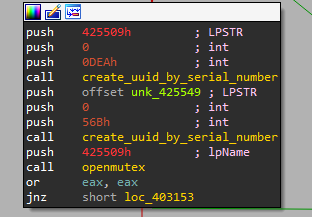 push    425509h         ; LPSTR
push    0               ; int
push    0DEAh           ; int
call    create_uuid_by_serial_number
push    offset unk_425549 ; LPSTR
push    0               ; int
push    56Bh            ; int
call    create_uuid_by_serial_number
push    425509h         ; lpName
call    openmutex
or      eax, eax
jnz     short loc_403153